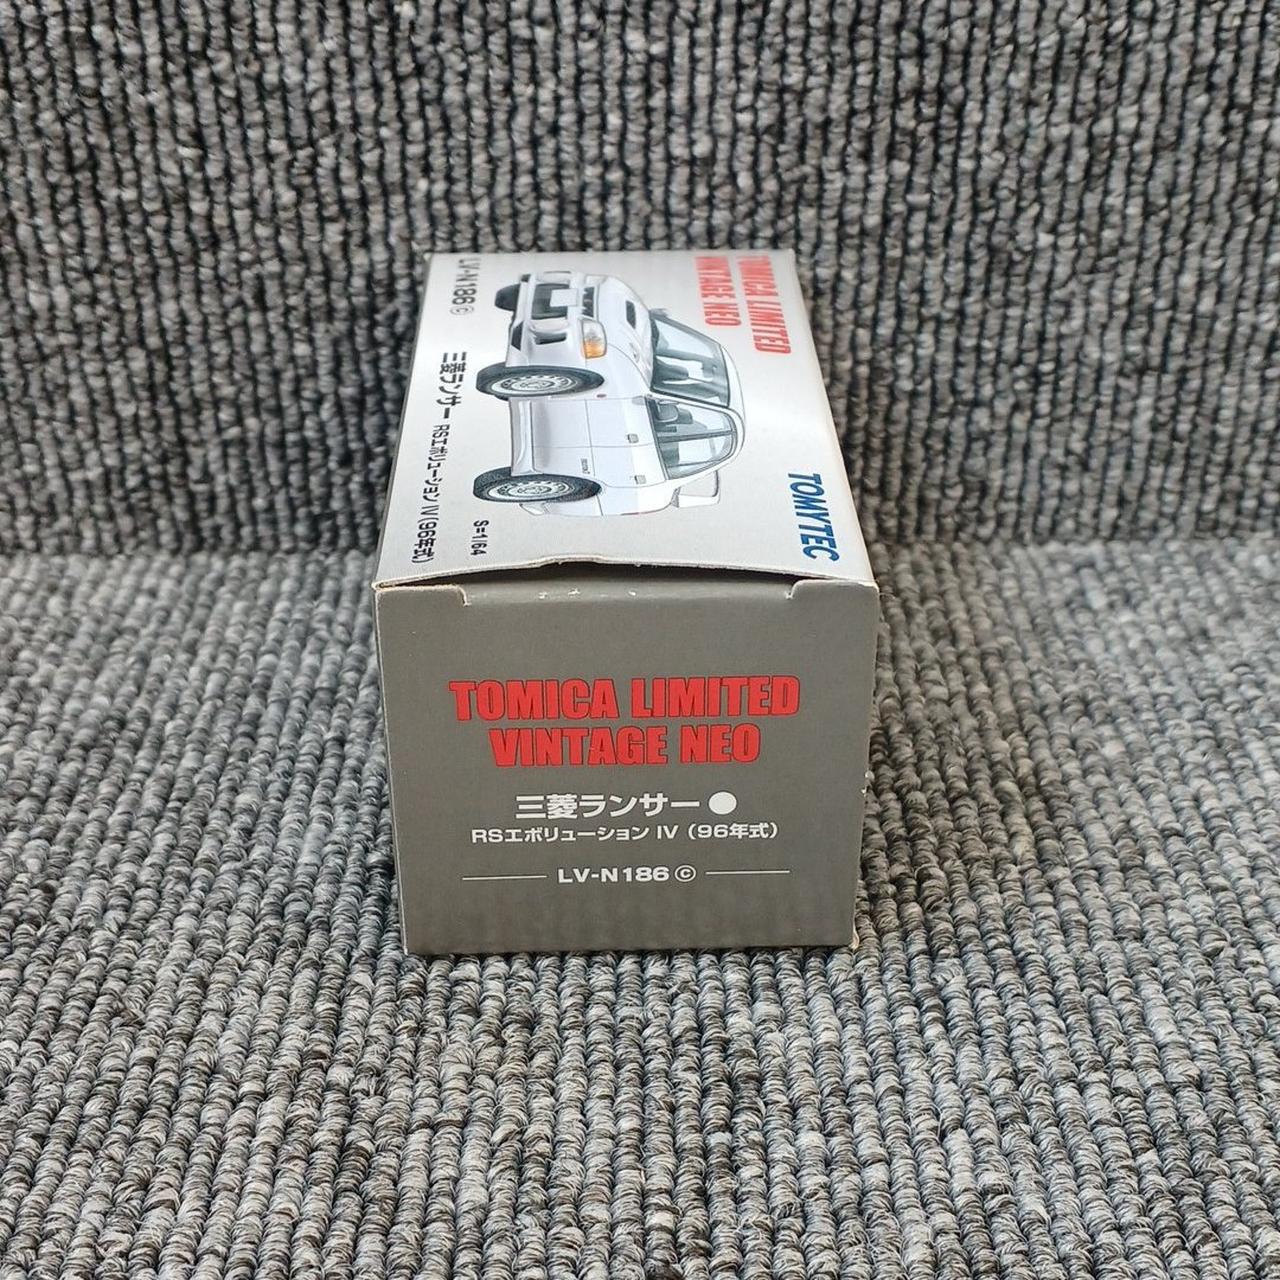 TOMICA LIMITED
VINTAGE NEO
TOMYTEC
LV-N186 ⓒ
三菱ランサー RSエボリューション IV (96年式)
S=1/64
TOMICA LIMITED
VINTAGE NEO
三菱ランサー ●
RSエボリューション IV (96年式)
LV-N186 ⓒ